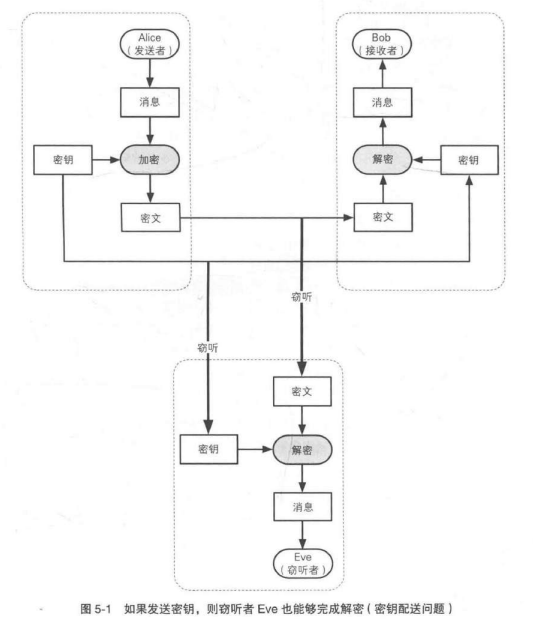 Alice
（发送者）
Bob
（接收者）
消息
消息
密钥
加密
解密
密钥
密文
密文
窃听
窃听
密文
密钥
解密
消息
Eve
（窃听者）
图 5-1 如果发送密钥，则窃听者 Eve 也能够完成解密（密钥配送问题）